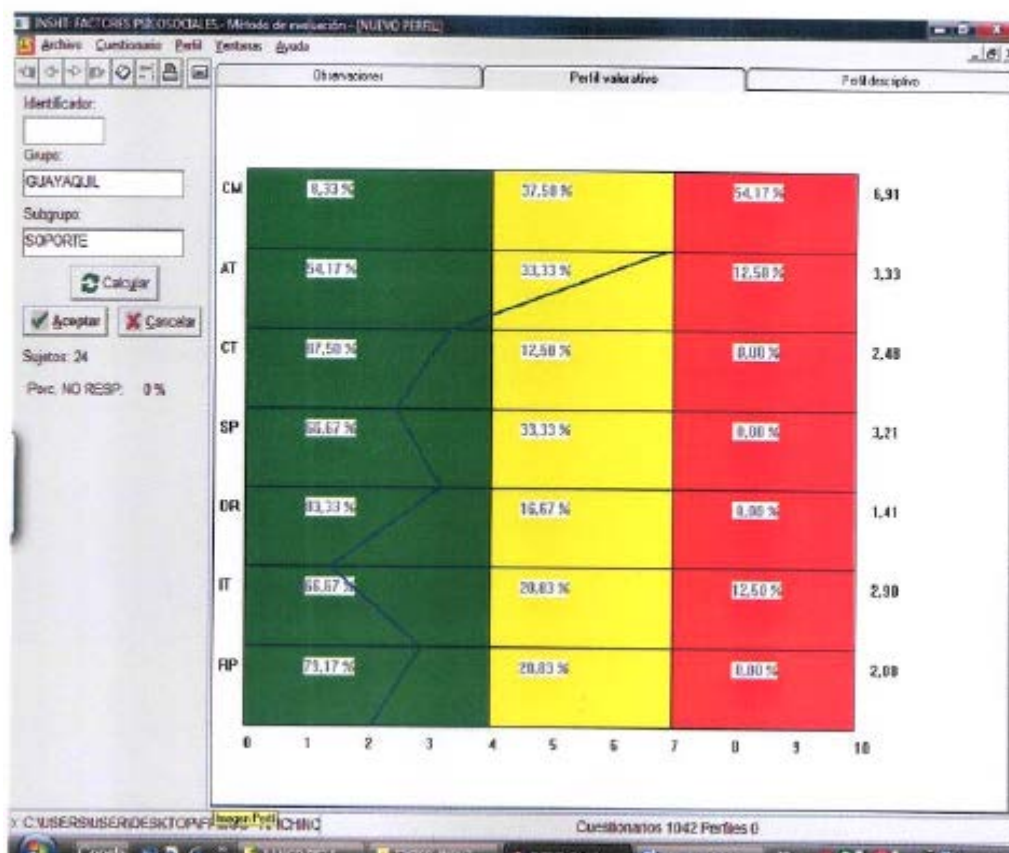 INSHT: FACTORES PSICOSOCIALES - Método de evaluación - [NUEVO PERFIL]
Archivo Cuestionario Perfil Ventanas Ayuda
Observaciones Perfil valorativo Perfil descriptivo
Identificador:
Grupo:
GUAYAQUIL
Subgrupo:
SOPORTE
Calcular
Aceptar Cancelar
Sujetos: 24
Porc. NO RESP: 0 %
CM 8,33 % 37,50 % 54,17 % 6,91
AT 54,17 % 33,33 % 12,50 % 3,33
CT 87,50 % 12,50 % 0,00 % 2,48
SP 66,67 % 33,33 % 0,00 % 3,21
DR 83,33 % 16,67 % 0,00 % 1,41
IT 66,67 % 20,83 % 12,50 % 2,90
RP 79,17 % 20,83 % 0,00 % 2,08
0 1 2 3 4 5 6 7 8 9 10
Imagen Perfil
Cuestionarios 1042 Perfiles 0